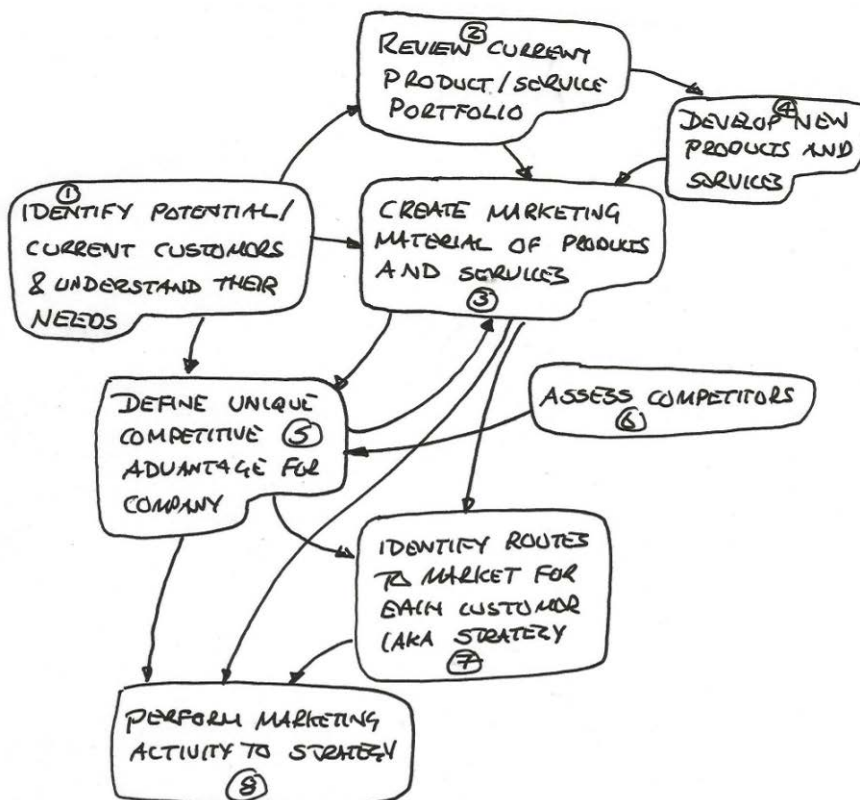 ②
REVIEW CURRENT
PRODUCT / SERVICE
PORTFOLIO
④
DEVELOP NEW
PRODUCTS AND
SERVICES
①
IDENTIFY POTENTIAL/
CURRENT CUSTOMERS
& UNDERSTAND THEIR
NEEDS
CREATE MARKETING
MATERIAL OF PRODUCTS
AND SERVICES
③
DEFINE UNIQUE
COMPETITIVE ⑤
ADVANTAGE FOR
COMPANY
ASSESS COMPETITORS
⑥
IDENTIFY ROUTES
TO MARKET FOR
EACH CUSTOMER
(AKA STRATEGY
⑦
PERFORM MARKETING
ACTIVITY TO STRATEGY
⑧